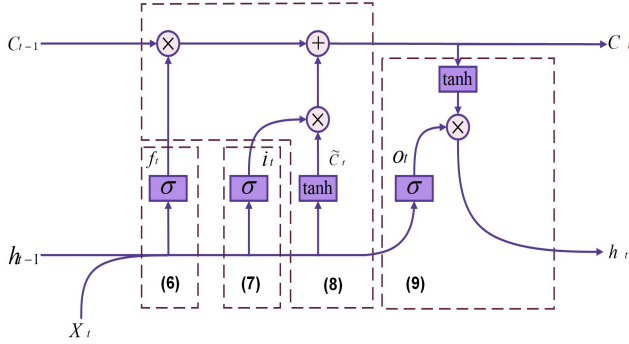 C t-1 × + C t
tanh
× ×
f t i t C̃ t o t
σ σ tanh σ
h t-1 h t
(6) (7) (8) (9)
X t